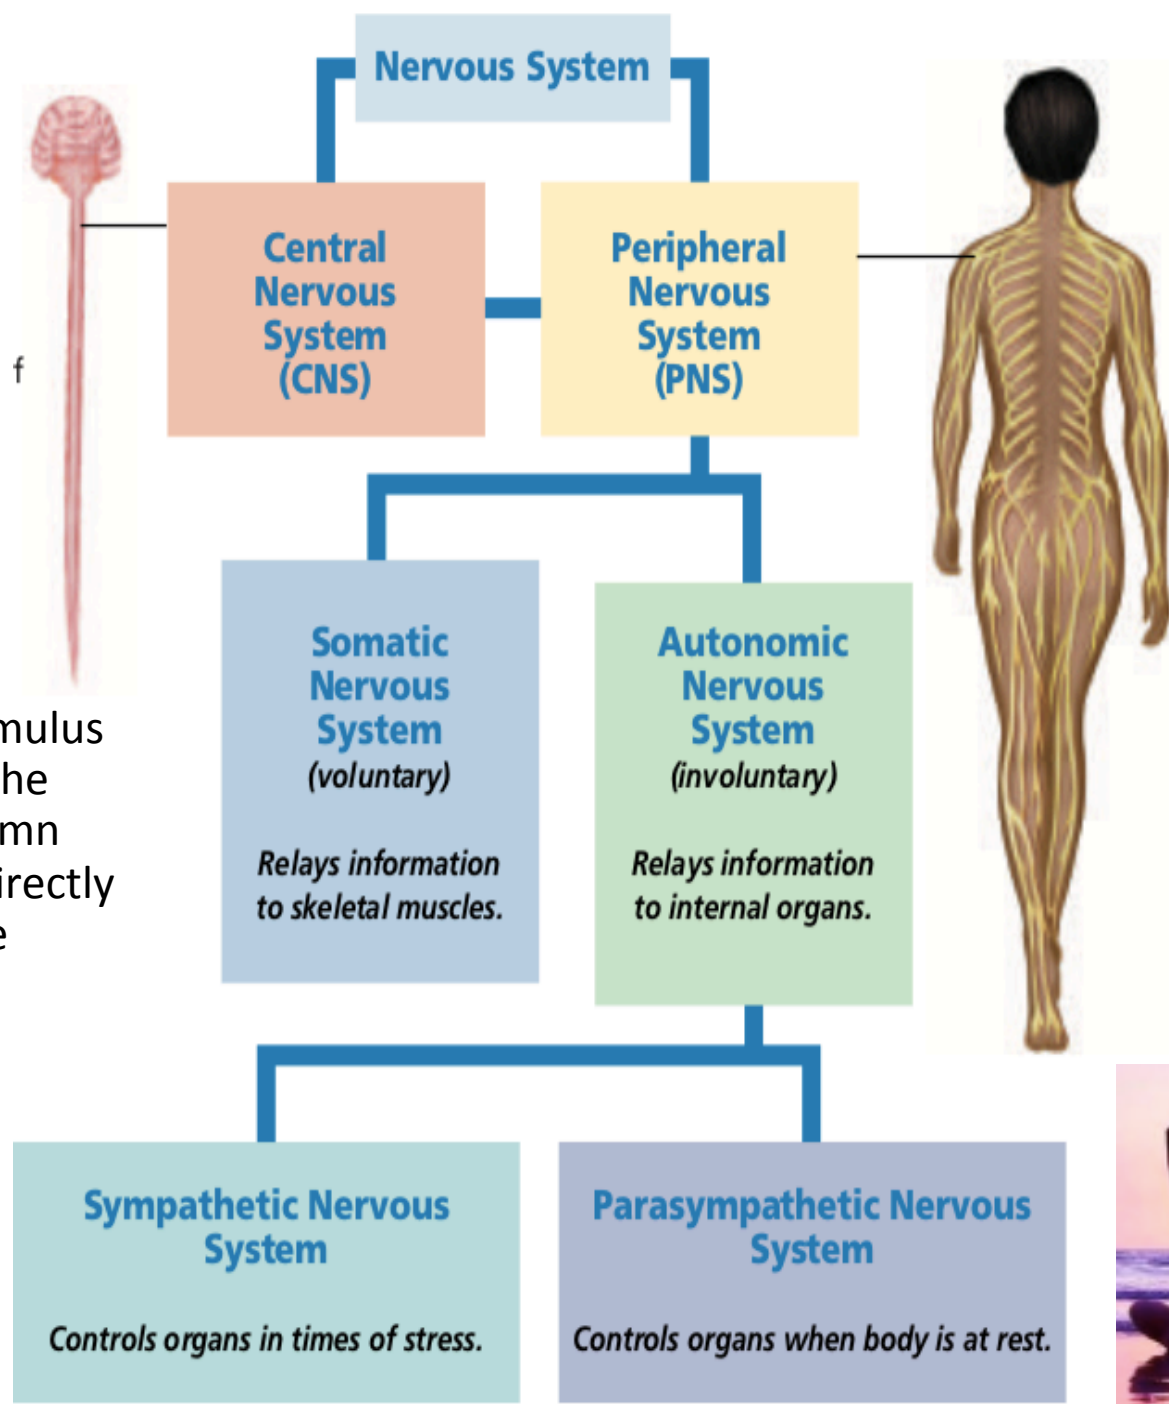 Nervous System
Central
Nervous
System
(CNS)
Peripheral
Nervous
System
(PNS)
f
Somatic
Nervous
System
(voluntary)
Relays information
to skeletal muscles.
Autonomic
Nervous
System
(involuntary)
Relays information
to internal organs.
mulus
he
mn
irectly
e
Sympathetic Nervous
System
Controls organs in times of stress.
Parasympathetic Nervous
System
Controls organs when body is at rest.